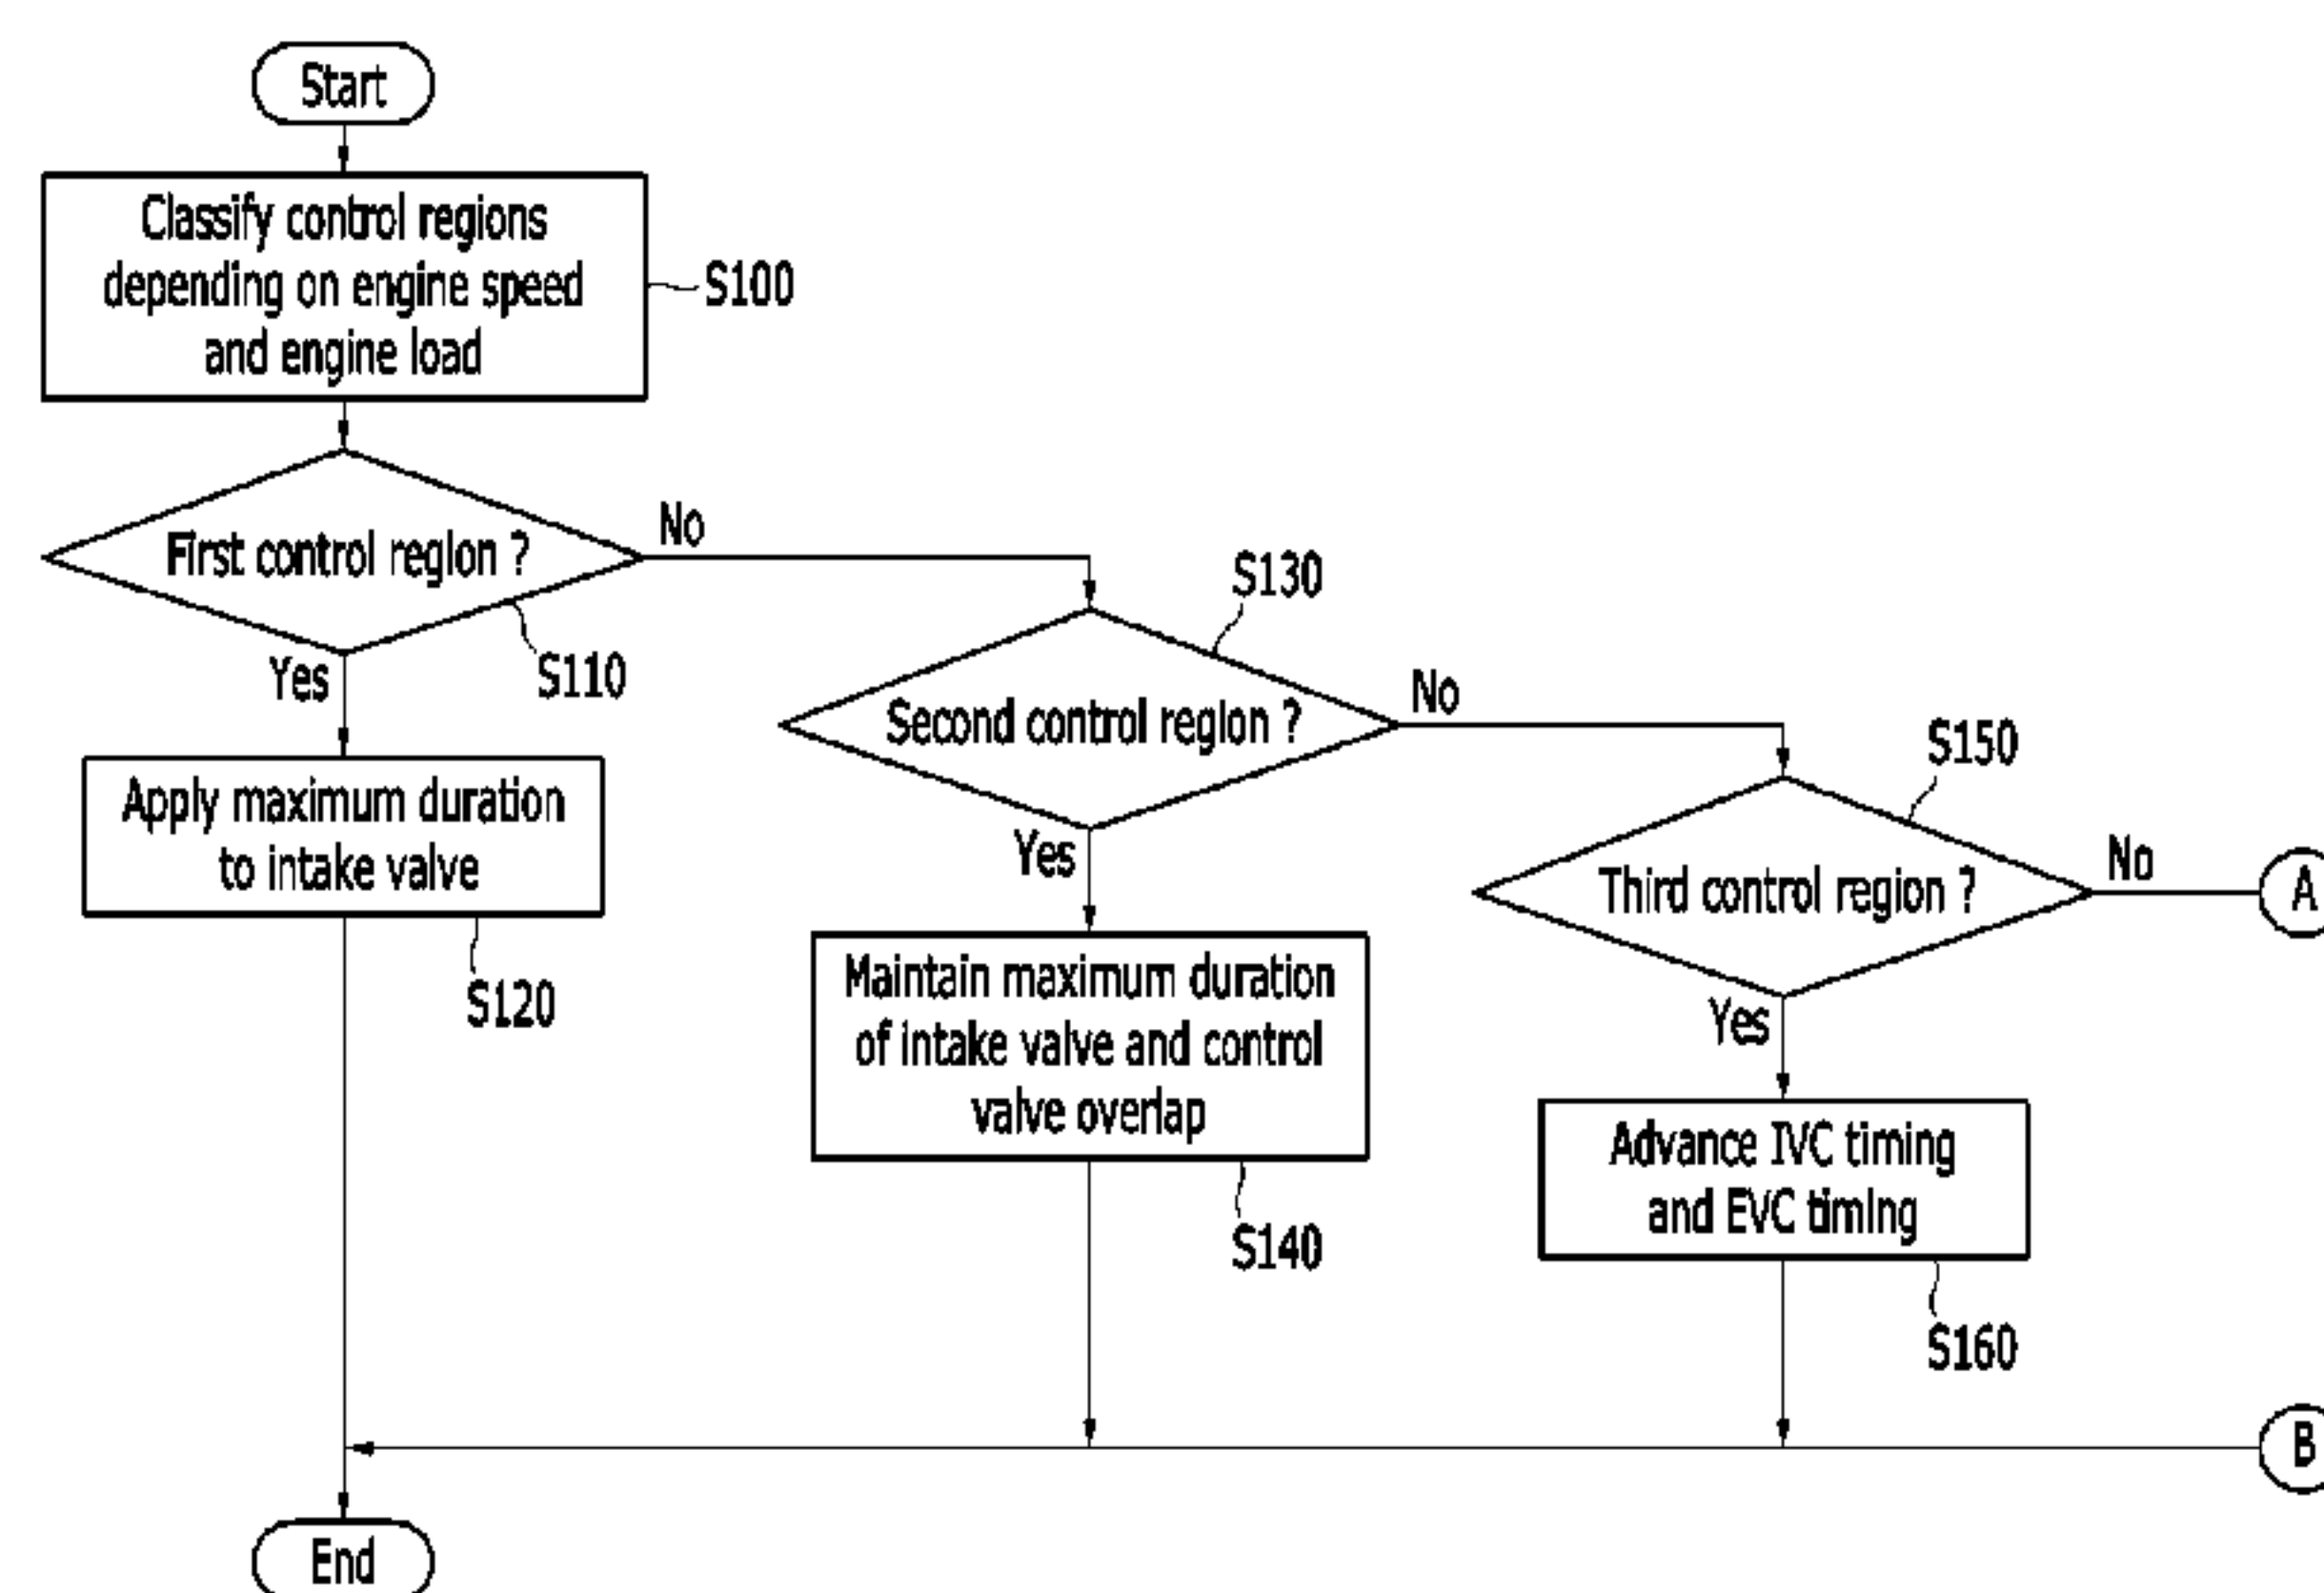 Start
Classify control regions
depending on engine speed
and engine load
S100
First control region ?
No
Yes
S110
Apply maximum duration
to intake valve
S120
S130
Second control region ?
No
Yes
Maintain maximum duration
of intake valve and control
valve overlap
S140
S150
Third control region ?
No
A
Yes
Advance IVC timing
and EVC timing
S160
B
End